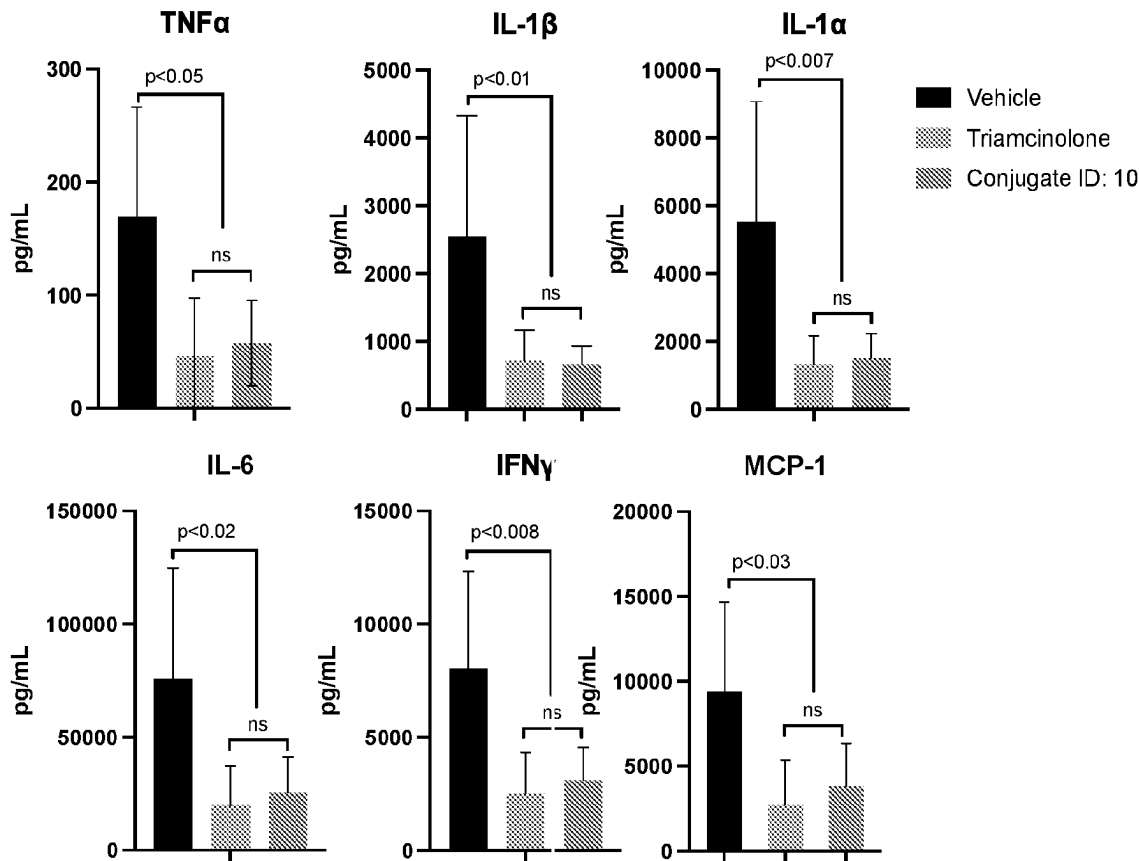 TNFα
300
200
100
0
pg/mL
p<0.05
ns
IL-1β
5000
4000
3000
2000
1000
0
pg/mL
p<0.01
ns
IL-1α
10000
8000
6000
4000
2000
0
pg/mL
p<0.007
ns
Vehicle
Triamcinolone
Conjugate ID: 10
IL-6
150000
100000
50000
0
pg/mL
p<0.02
ns
IFNγ
15000
10000
5000
0
pg/mL
p<0.008
ns
MCP-1
20000
15000
10000
5000
0
pg/mL
p<0.03
ns